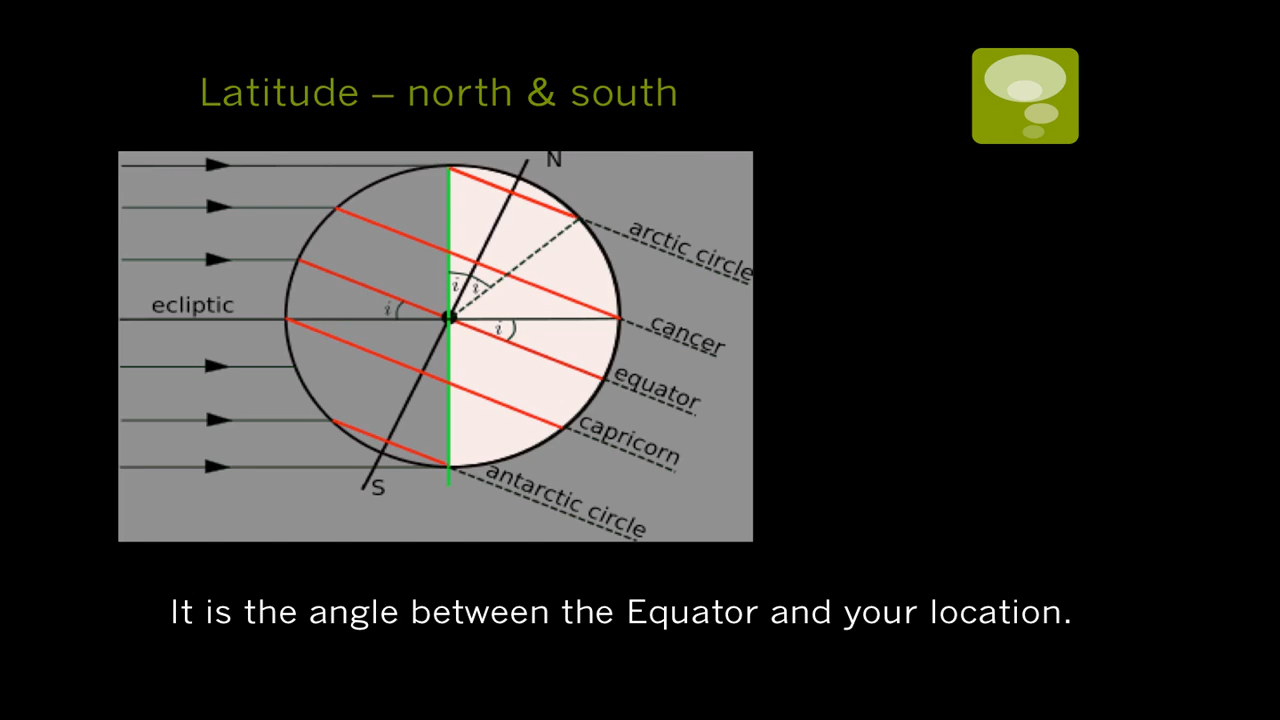 Latitude – north & south
N
arctic circle
i i
ecliptic
i
i
cancer
equator
capricorn
S
antarctic circle
It is the angle between the Equator and your location.